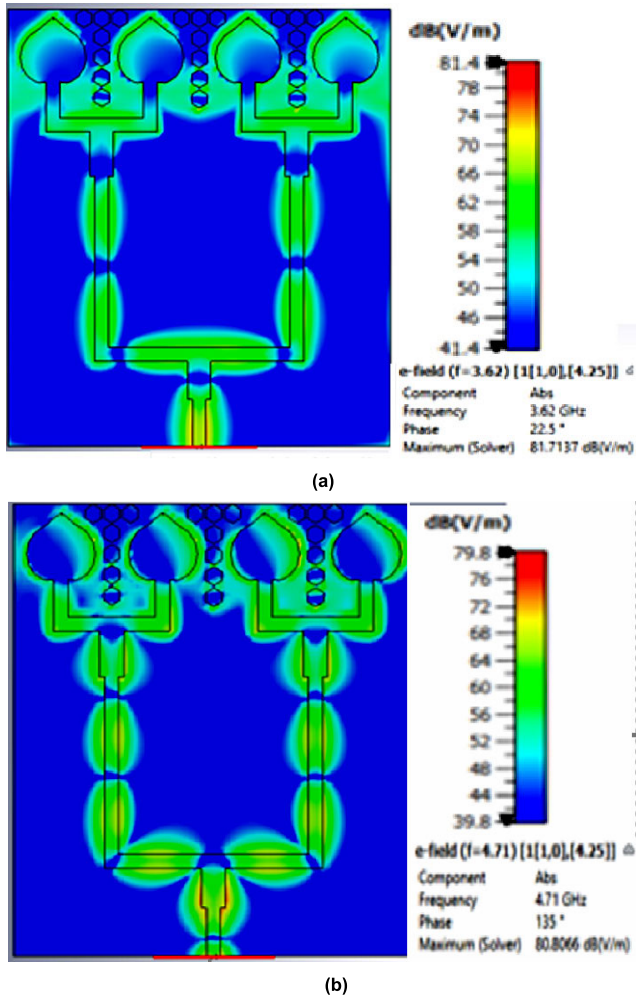 dB(V/m)
81.4
78
74
70
66
62
58
54
50
46
41.4
e-field (f=3.62) [1[1,0],[4.25]]
Component Abs
Frequency 3.62 GHz
Phase 22.5 °
Maximum (Solver) 81.7137 dB(V/m)
(a)
dB(V/m)
79.8
76
72
68
64
60
56
52
48
44
39.8
e-field (f=4.71) [1[1,0],[4.25]]
Component Abs
Frequency 4.71 GHz
Phase 135 °
Maximum (Solver) 80.8066 dB(V/m)
(b)